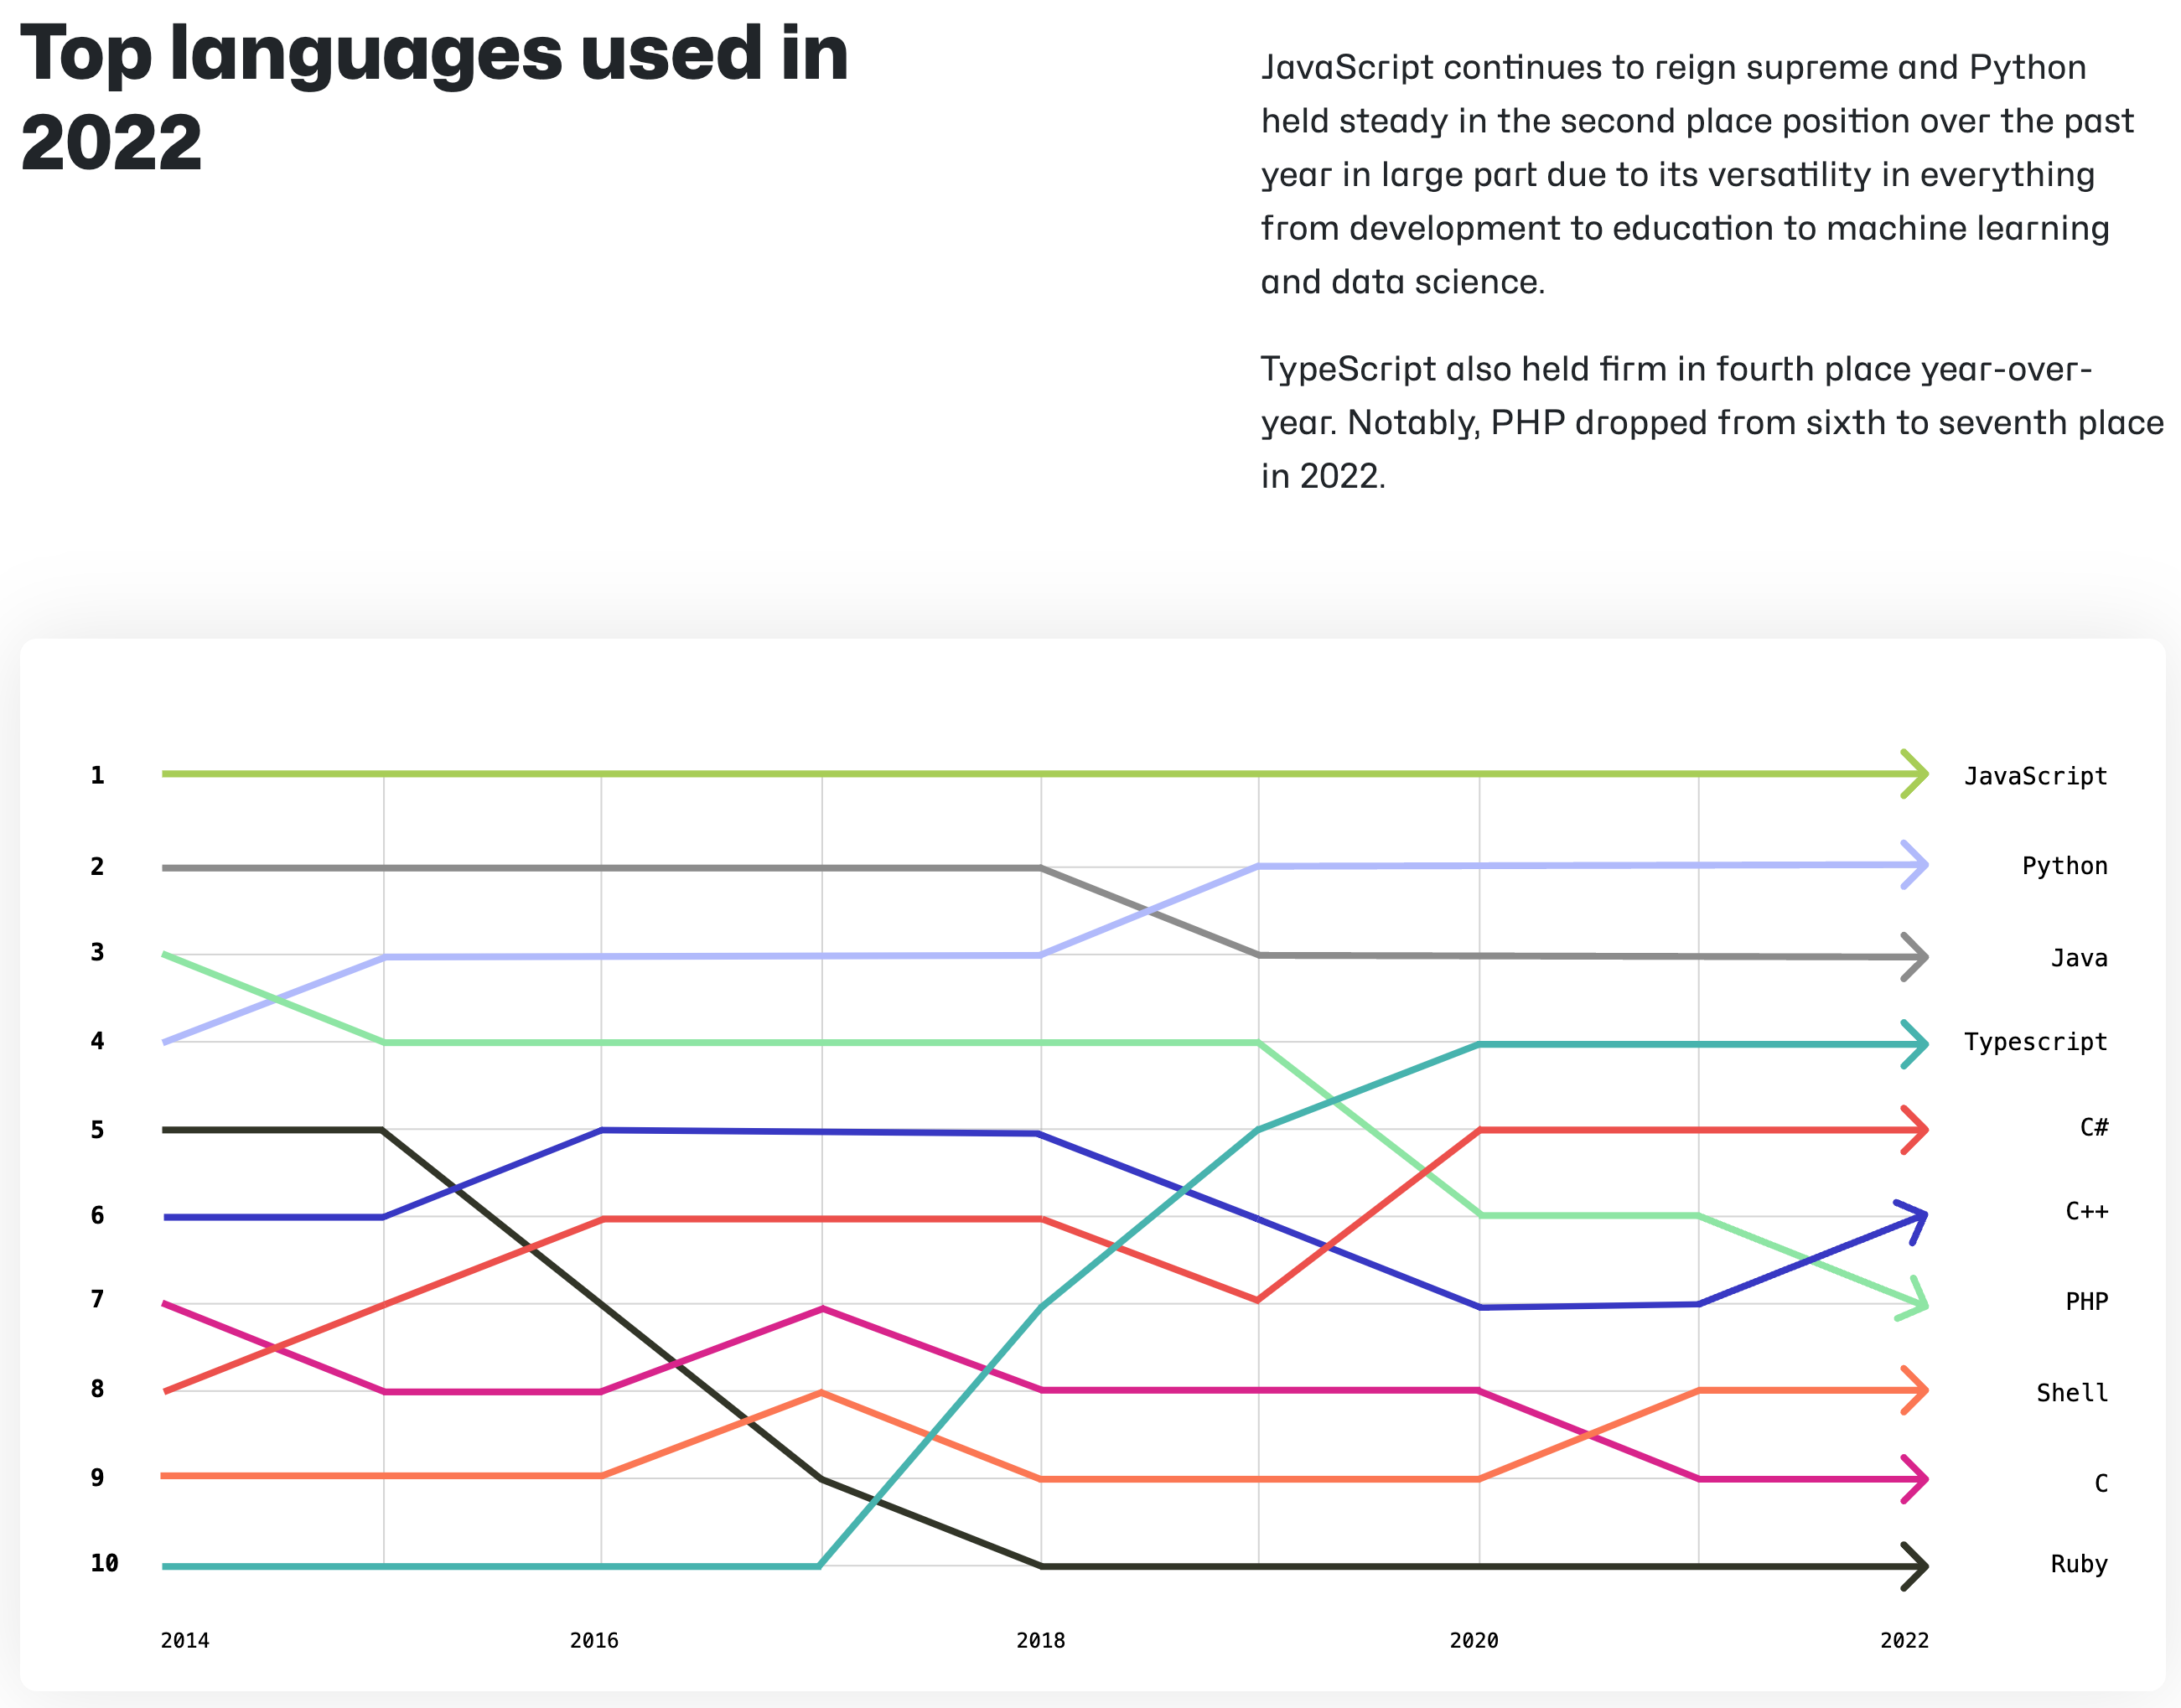 Top languages used in
2022
JavaScript continues to reign supreme and Python
held steady in the second place position over the past
year in large part due to its versatility in everything
from development to education to machine learning
and data science.
TypeScript also held firm in fourth place year-over-
year. Notably, PHP dropped from sixth to seventh place
in 2022.
1
JavaScript
2
Python
3
Java
4
Typescript
5
C#
6
C++
7
PHP
8
Shell
9
C
10
Ruby
2014
2016
2018
2020
2022